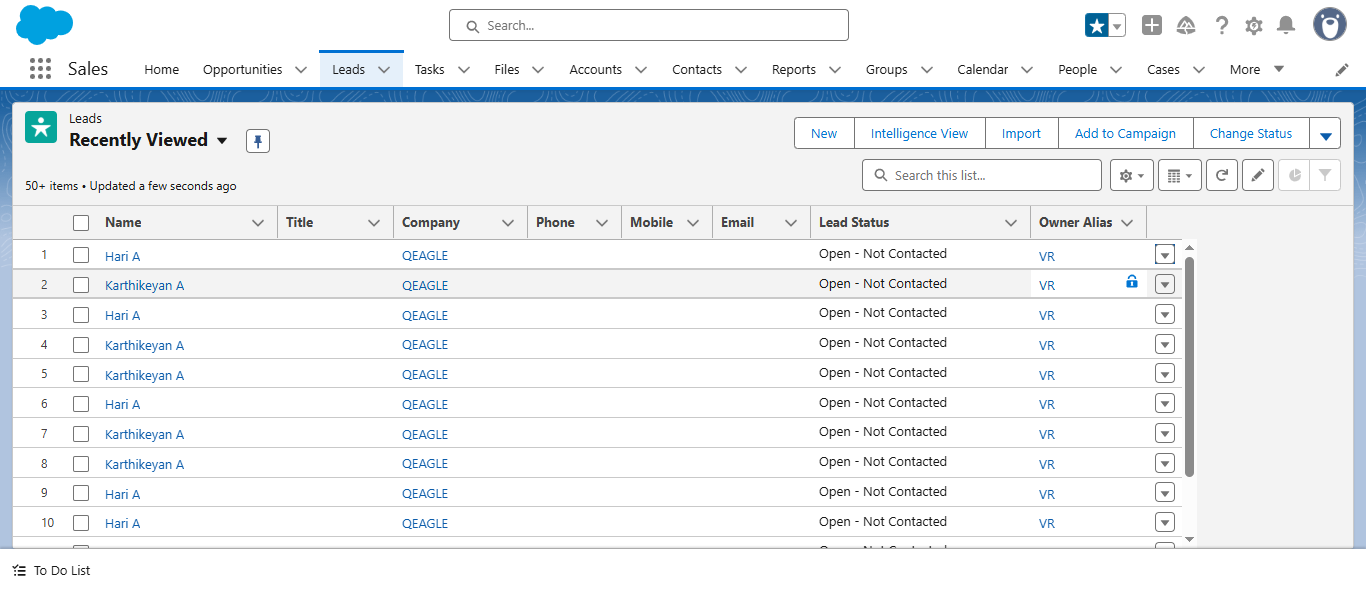 Search...
Sales Home Opportunities Leads Tasks Files Accounts Contacts Reports Groups Calendar People Cases More
Leads
Recently Viewed
New Intelligence View Import Add to Campaign Change Status
50+ items • Updated a few seconds ago
Search this list...
Name Title Company Phone Mobile Email Lead Status Owner Alias
1 Hari A QEAGLE Open - Not Contacted VR
2 Karthikeyan A QEAGLE Open - Not Contacted VR
3 Hari A QEAGLE Open - Not Contacted VR
4 Karthikeyan A QEAGLE Open - Not Contacted VR
5 Karthikeyan A QEAGLE Open - Not Contacted VR
6 Hari A QEAGLE Open - Not Contacted VR
7 Karthikeyan A QEAGLE Open - Not Contacted VR
8 Karthikeyan A QEAGLE Open - Not Contacted VR
9 Hari A QEAGLE Open - Not Contacted VR
10 Hari A QEAGLE Open - Not Contacted VR
To Do List